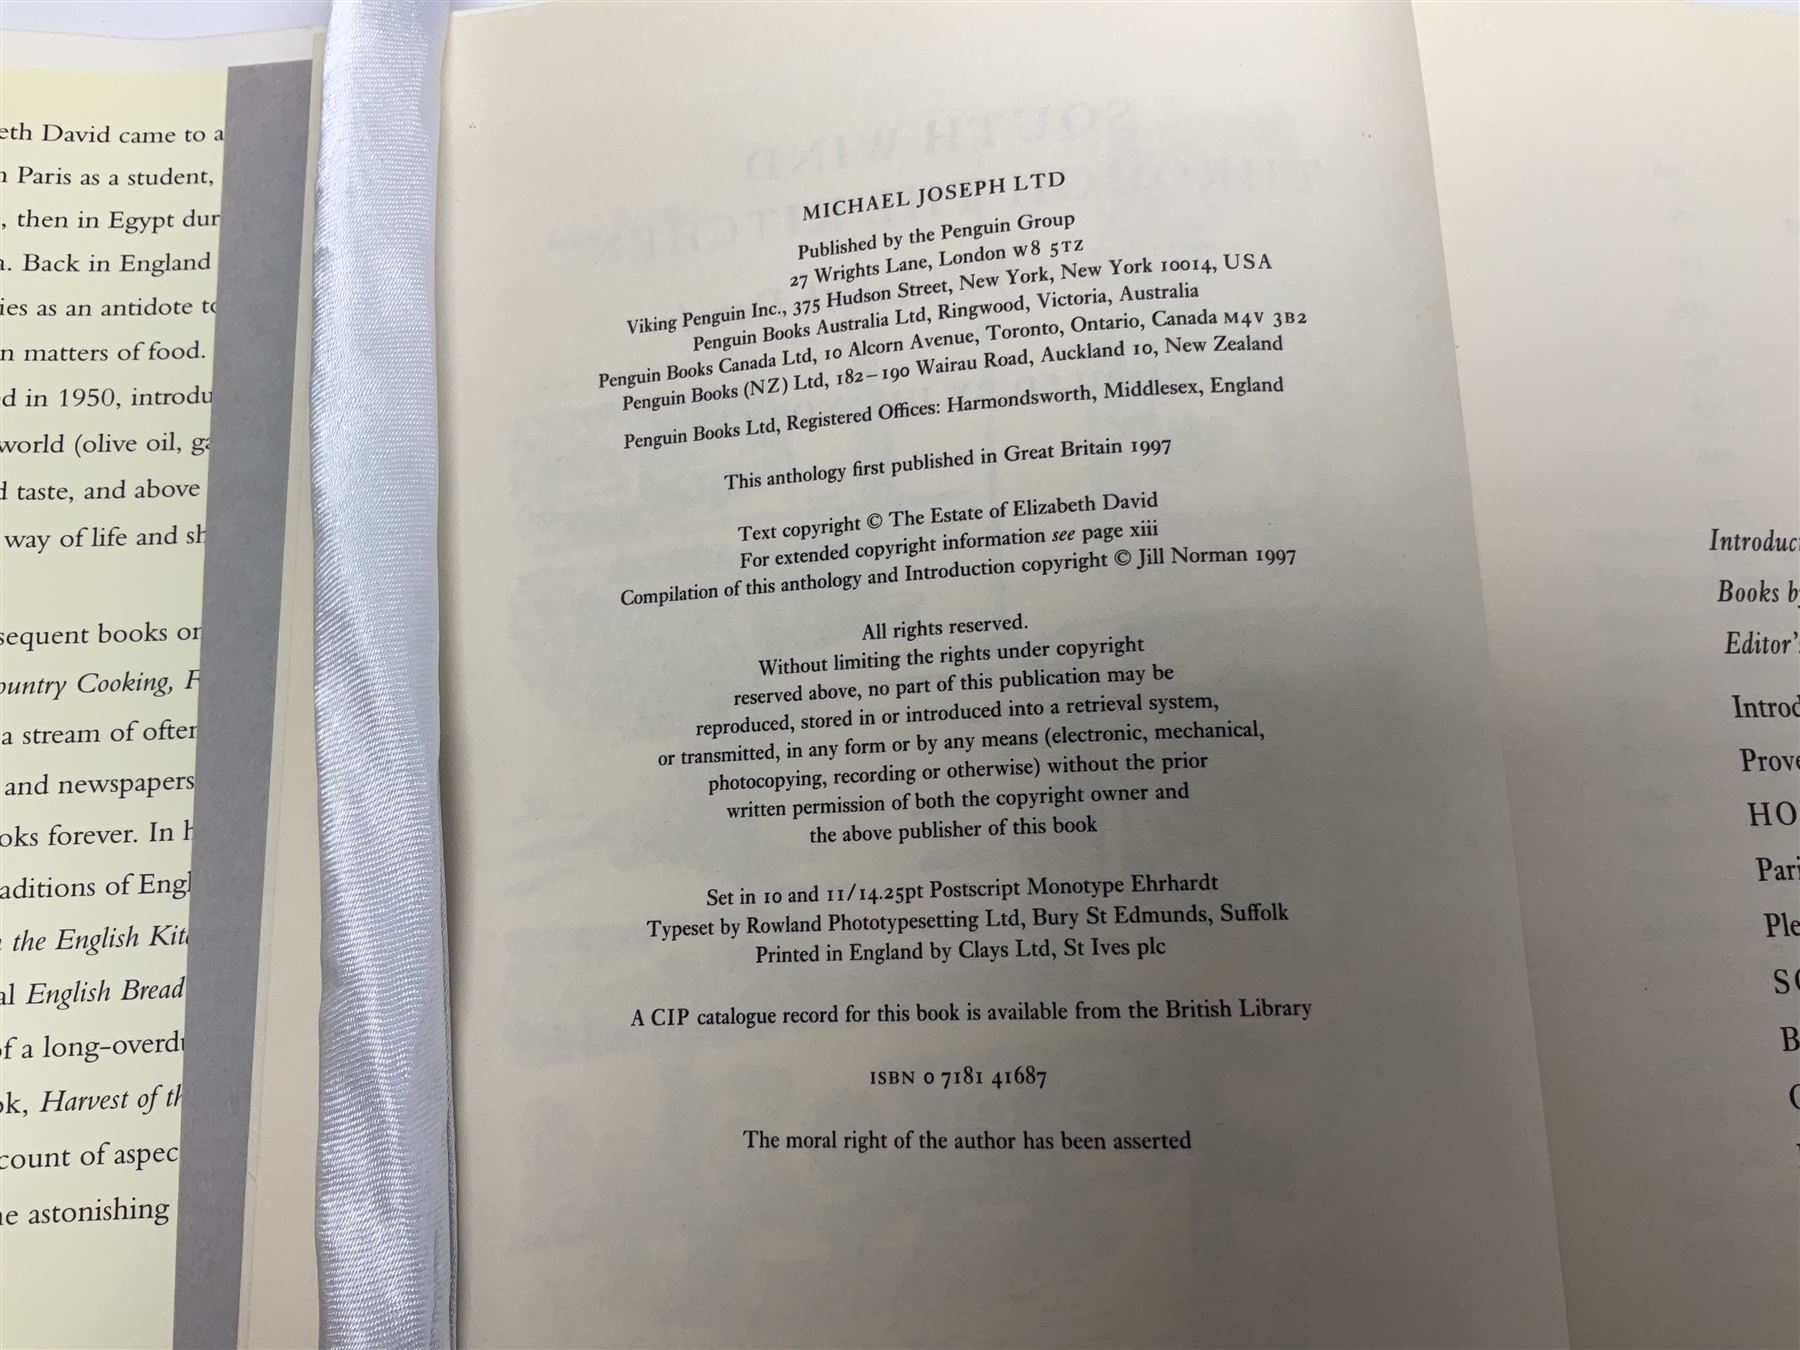 eth David came to a
n Paris as a student,
, then in Egypt dur
a. Back in England
ies as an antidote to
n matters of food.
d in 1950, introdu
world (olive oil, ga
d taste, and above
way of life and sh
sequent books or
ountry Cooking, F
a stream of often
and newspapers
oks forever. In h
aditions of Engl
the English Kit
al English Bread
of a long-overdu
ok, Harvest of th
count of aspec
ne astonishing
SOUTH WIND
THROUGH THE KITCHEN
MICHAEL JOSEPH LTD
Published by the Penguin Group
27 Wrights Lane, London W8 5TZ
Viking Penguin Inc., 375 Hudson Street, New York, New York 10014, USA
Penguin Books Australia Ltd, Ringwood, Victoria, Australia
Penguin Books Canada Ltd, 10 Alcorn Avenue, Toronto, Ontario, Canada M4V 3B2
Penguin Books (NZ) Ltd, 182–190 Wairau Road, Auckland 10, New Zealand
Penguin Books Ltd, Registered Offices: Harmondsworth, Middlesex, England
This anthology first published in Great Britain 1997
Text copyright © The Estate of Elizabeth David
For extended copyright information see page xiii
Compilation of this anthology and Introduction copyright © Jill Norman 1997
All rights reserved.
Without limiting the rights under copyright
reserved above, no part of this publication may be
reproduced, stored in or introduced into a retrieval system,
or transmitted, in any form or by any means (electronic, mechanical,
photocopying, recording or otherwise) without the prior
written permission of both the copyright owner and
the above publisher of this book
Set in 10 and 11/14.25pt Postscript Monotype Ehrhardt
Typeset by Rowland Phototypesetting Ltd, Bury St Edmunds, Suffolk
Printed in England by Clays Ltd, St Ives plc
A CIP catalogue record for this book is available from the British Library
ISBN 0 7181 41687
The moral right of the author has been asserted
Introduc
Books by
Editor'
Introd
Prove
HO
Pari
Ple
SO
B